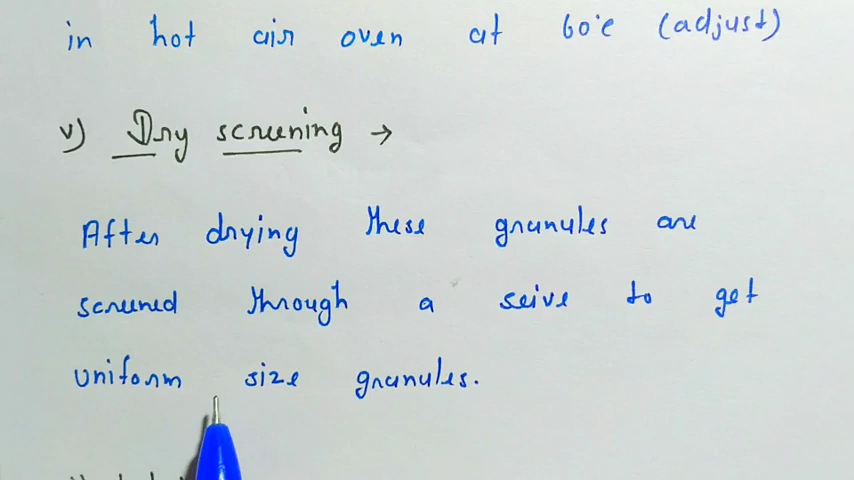 in hot air oven at 60°c (adjust)
v) Dry screening →
After drying these granules are
screened through a seive to get
uniform size granules.